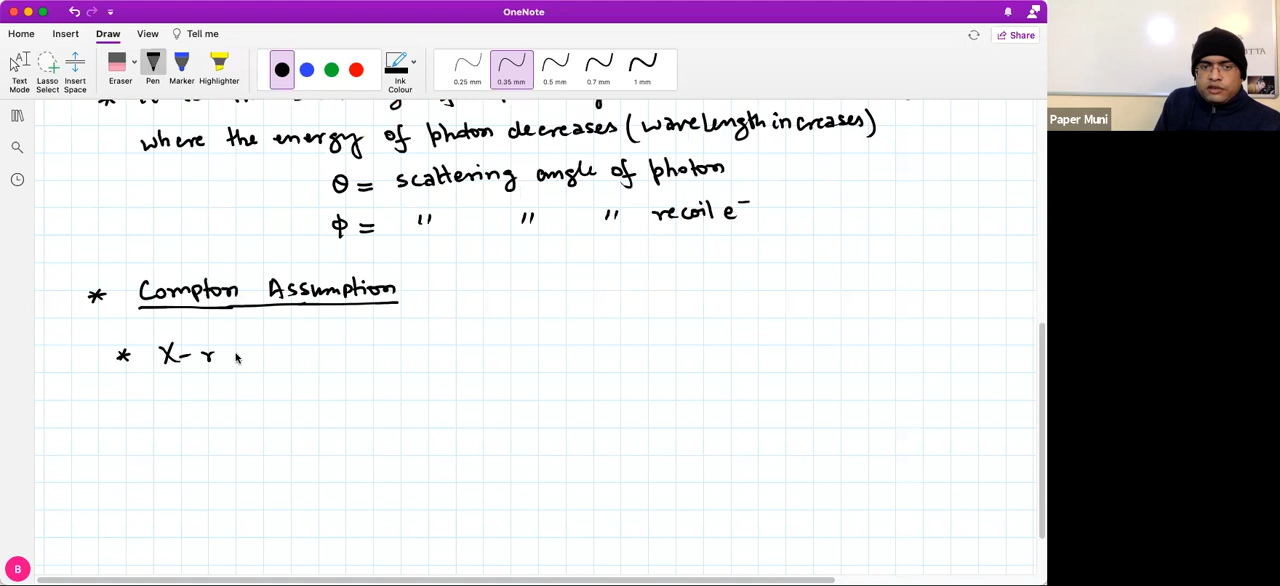 OneNote
Home Insert Draw View Tell me
Share
Text Mode
Lasso Select
Insert Space
Eraser
Pen
Marker
Highlighter
Ink Colour
0.25 mm
0.35 mm
0.5 mm
0.7 mm
1 mm
Paper Muni
where the energy of photon decreases (wavelength increases)
θ = scattering angle of photon
ϕ = " " " recoil e⁻
* Compton Assumption
* X-r
B